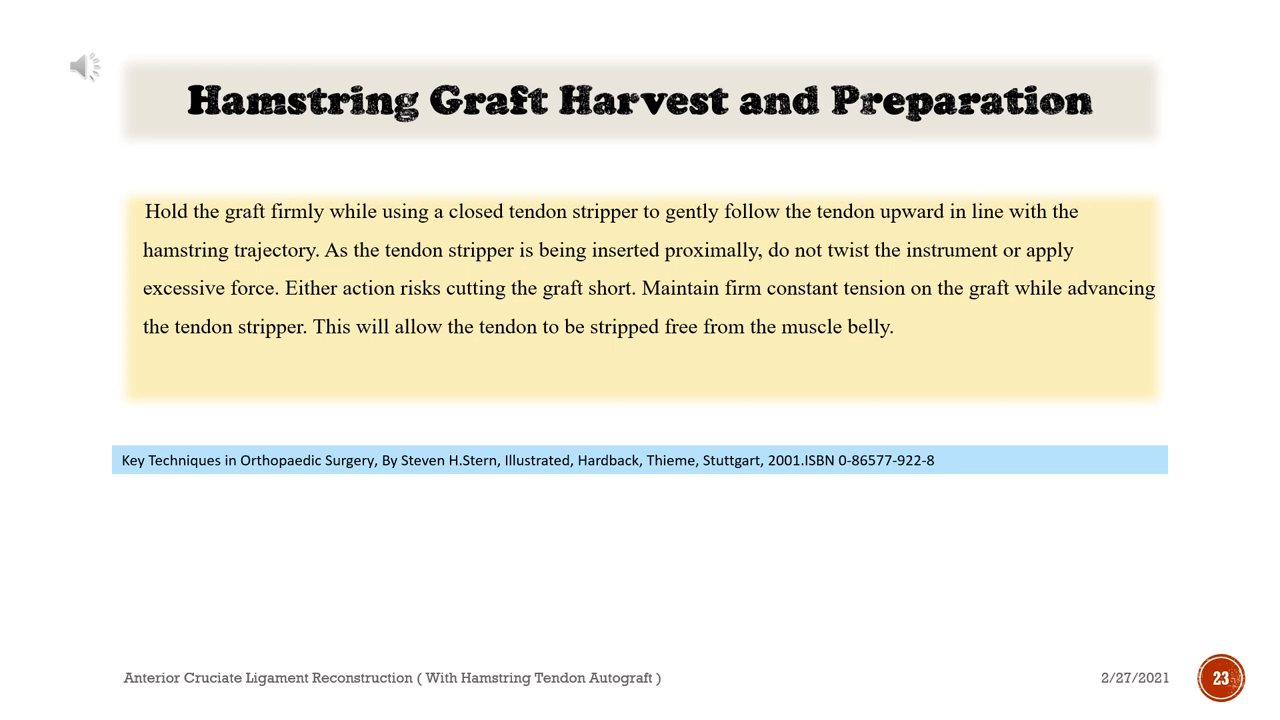 Hamstring Graft Harvest and Preparation
Hold the graft firmly while using a closed tendon stripper to gently follow the tendon upward in line with the
hamstring trajectory. As the tendon stripper is being inserted proximally, do not twist the instrument or apply
excessive force. Either action risks cutting the graft short. Maintain firm constant tension on the graft while advancing
the tendon stripper. This will allow the tendon to be stripped free from the muscle belly.
Key Techniques in Orthopaedic Surgery, By Steven H.Stern, Illustrated, Hardback, Thieme, Stuttgart, 2001.ISBN 0-86577-922-8
Anterior Cruciate Ligament Reconstruction ( With Hamstring Tendon Autograft )
2/27/2021
23